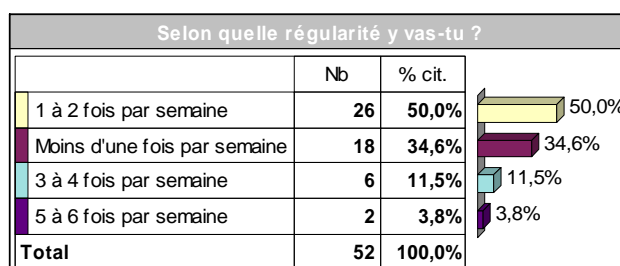 Selon quelle régularité y vas-tu ?
Nb % cit.
1 à 2 fois par semaine 26 50,0% 50,0%
Moins d'une fois par semaine 18 34,6% 34,6%
3 à 4 fois par semaine 6 11,5% 11,5%
5 à 6 fois par semaine 2 3,8% 3,8%
Total 52 100,0%